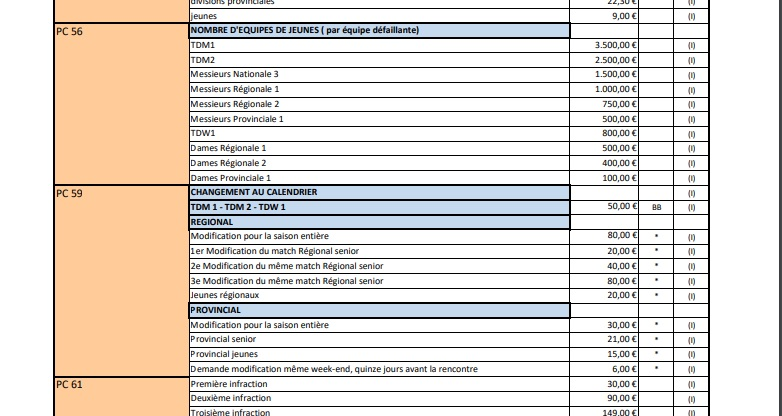 divisions provinciales 22,30 € (I)
jeunes 9,00 € (I)
PC 56 NOMBRE D'EQUIPES DE JEUNES ( par équipe défaillante)
TDM1 3.500,00 € (I)
TDM2 2.500,00 € (I)
Messieurs Nationale 3 1.500,00 € (I)
Messieurs Régionale 1 1.000,00 € (I)
Messieurs Régionale 2 750,00 € (I)
Messieurs Provinciale 1 500,00 € (I)
TDW1 800,00 € (I)
Dames Régionale 1 500,00 € (I)
Dames Régionale 2 400,00 € (I)
Dames Provinciale 1 100,00 € (I)
PC 59 CHANGEMENT AU CALENDRIER (I)
TDM 1 - TDM 2 - TDW 1 50,00 € BB (I)
REGIONAL
Modification pour la saison entière 80,00 € * (I)
1er Modification du match Régional senior 20,00 € * (I)
2e Modification du même match Régional senior 40,00 € * (I)
3e Modification du même match Régional senior 80,00 € * (I)
Jeunes régionaux 20,00 € * (I)
PROVINCIAL
Modification pour la saison entière 30,00 € * (I)
Provincial senior 21,00 € * (I)
Provincial jeunes 15,00 € * (I)
Demande modification même week-end, quinze jours avant la rencontre 6,00 € * (I)
PC 61 Première infraction 30,00 € (I)
Deuxième infraction 90,00 € (I)
Troisième infraction 149,00 € (I)